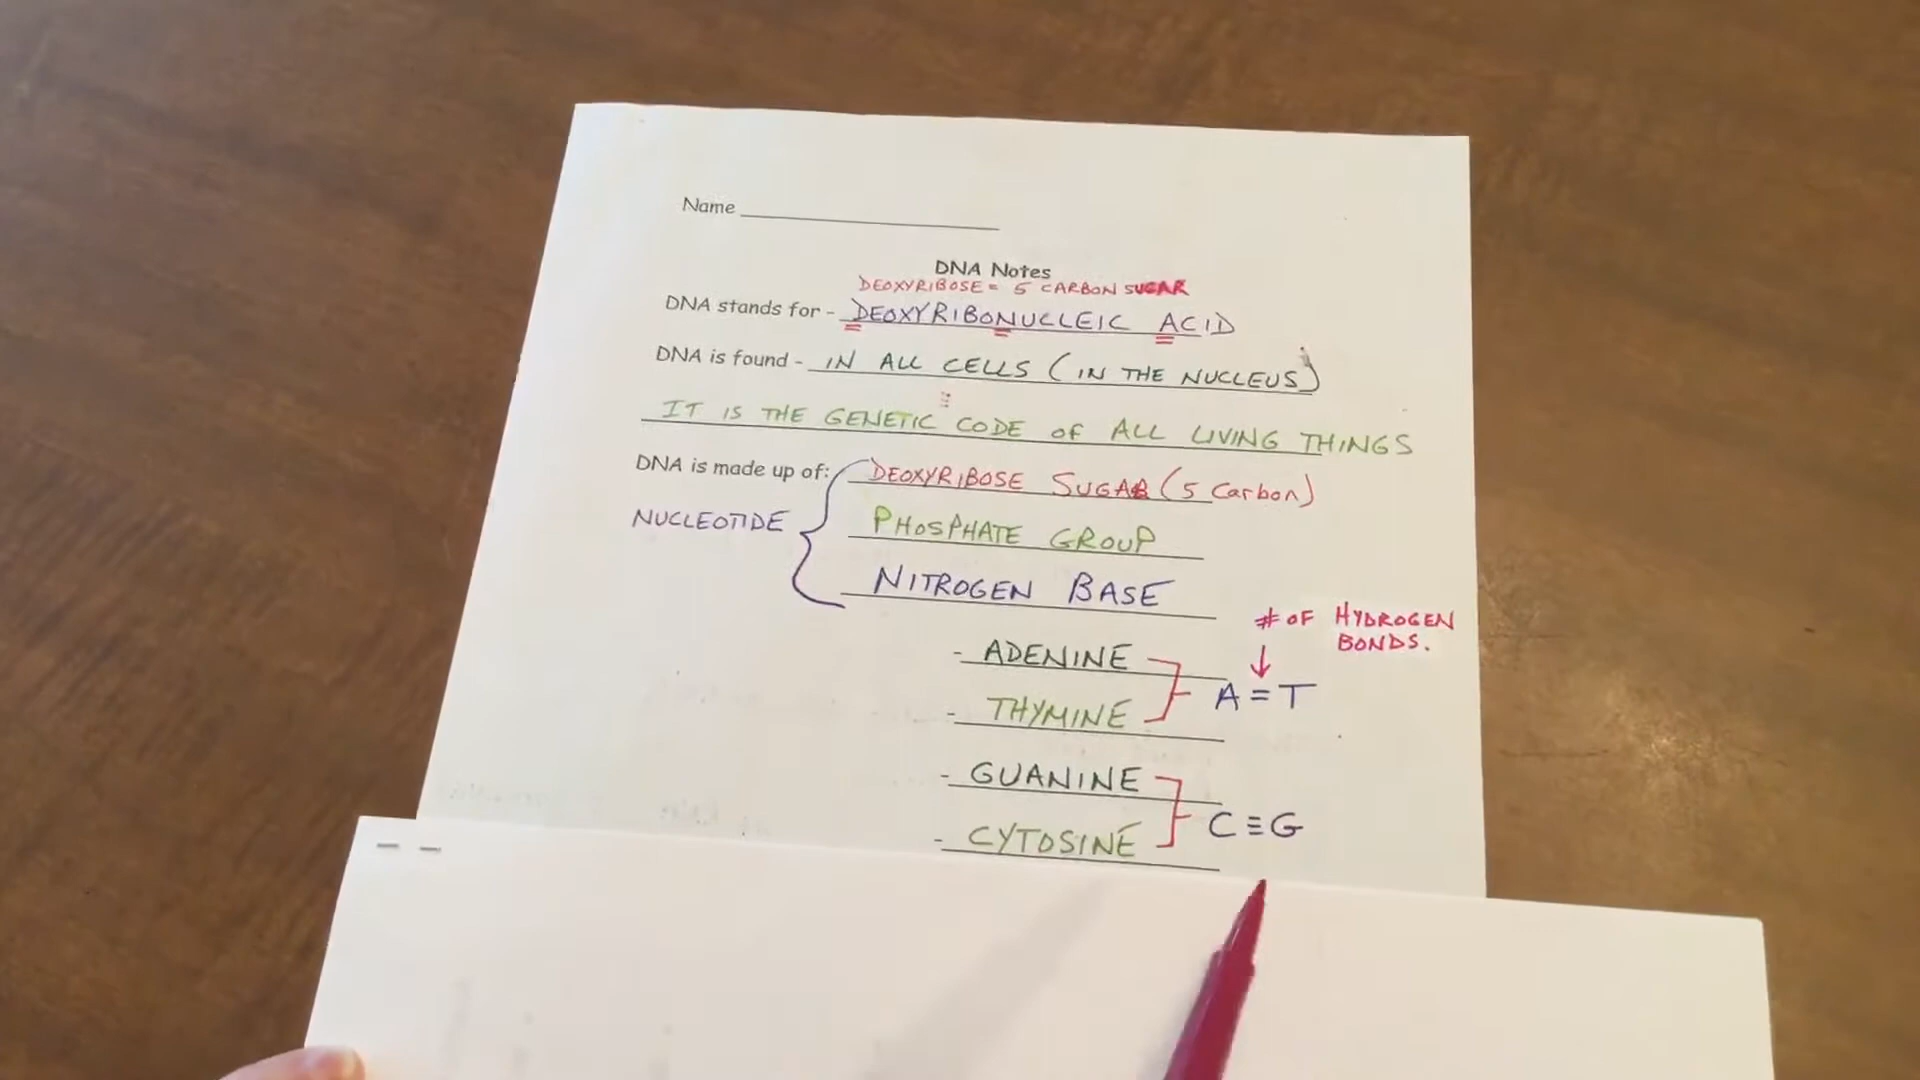 Name
DNA Notes
DEOXYRIBOSE = 5 CARBON SUGAR
DNA stands for - DEOXYRIBONUCLEIC ACID
DNA is found - IN ALL CELLS (IN THE NUCLEUS)
IT IS THE GENETIC CODE OF ALL LIVING THINGS
DNA is made up of: DEOXYRIBOSE SUGAR (5 Carbon)
NUCLEOTIDE PHOSPHATE GROUP
NITROGEN BASE
# OF HYDROGEN
BONDS.
- ADENINE
A = T
- THYMINE
- GUANINE
C ≡ G
- CYTOSINE